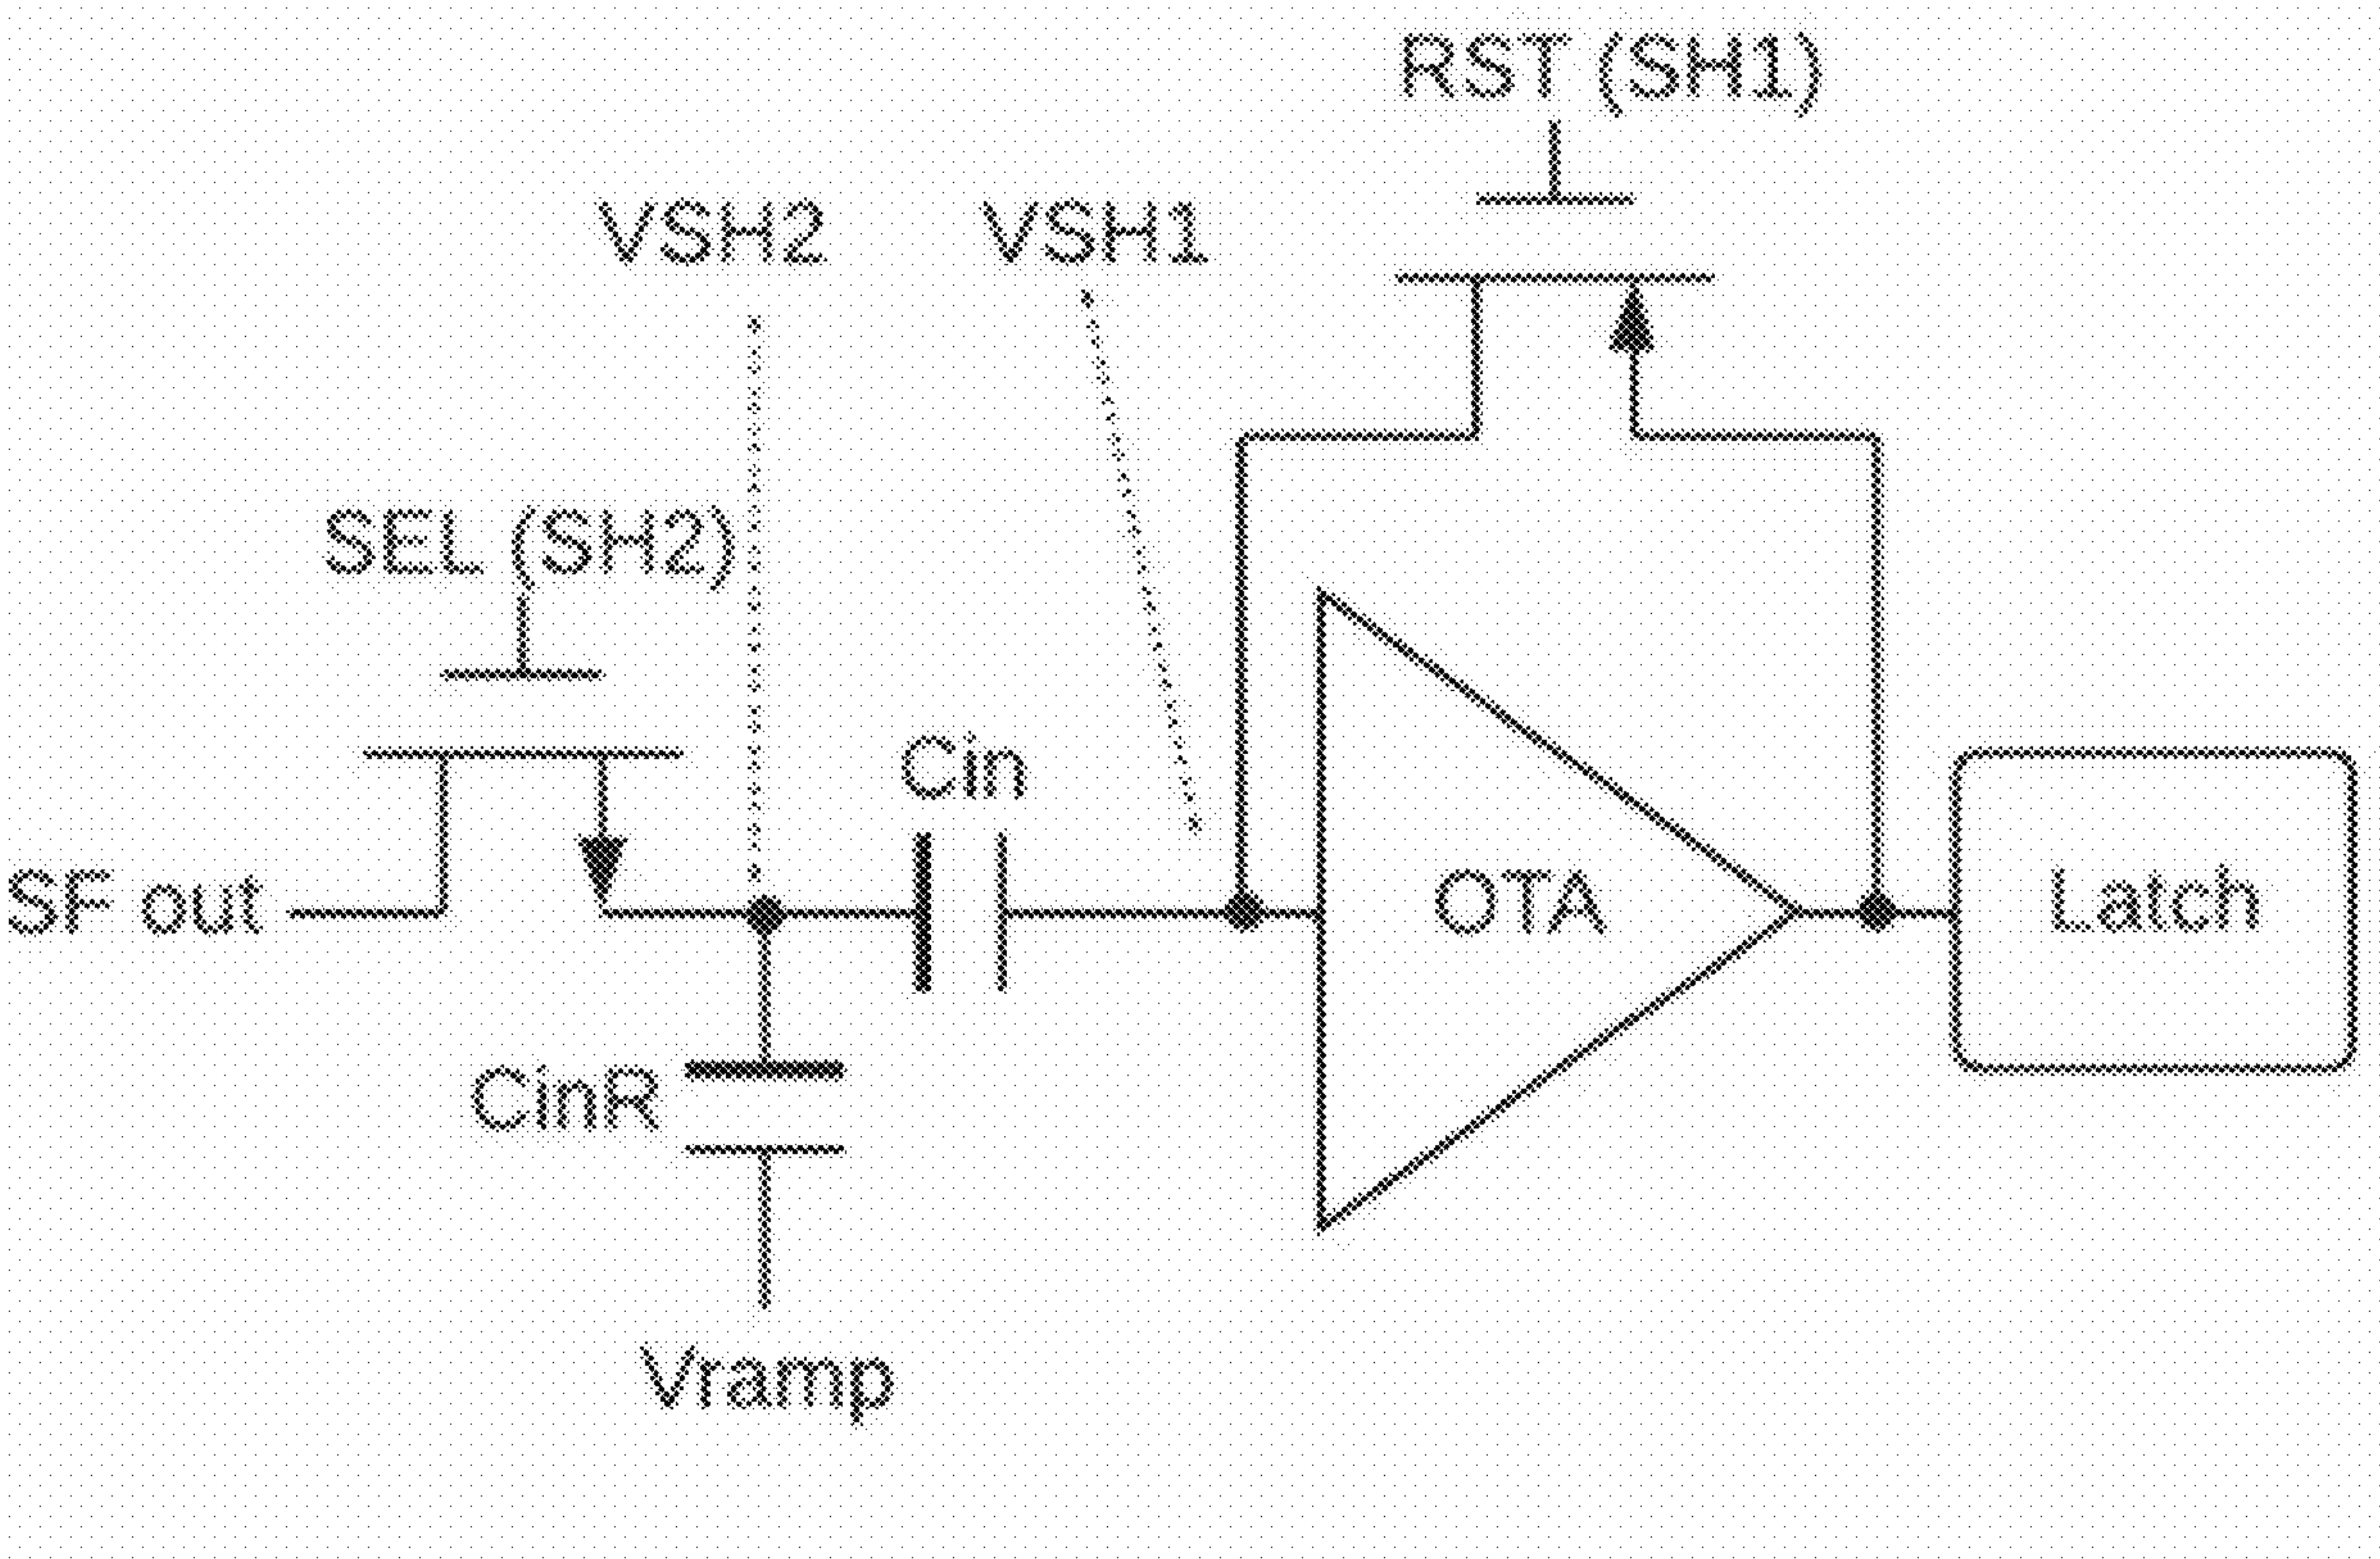 RST (SH1)
VSH2
VSH1
SEL (SH2)
Cin
SF out
OTA
Latch
CinR
Vramp